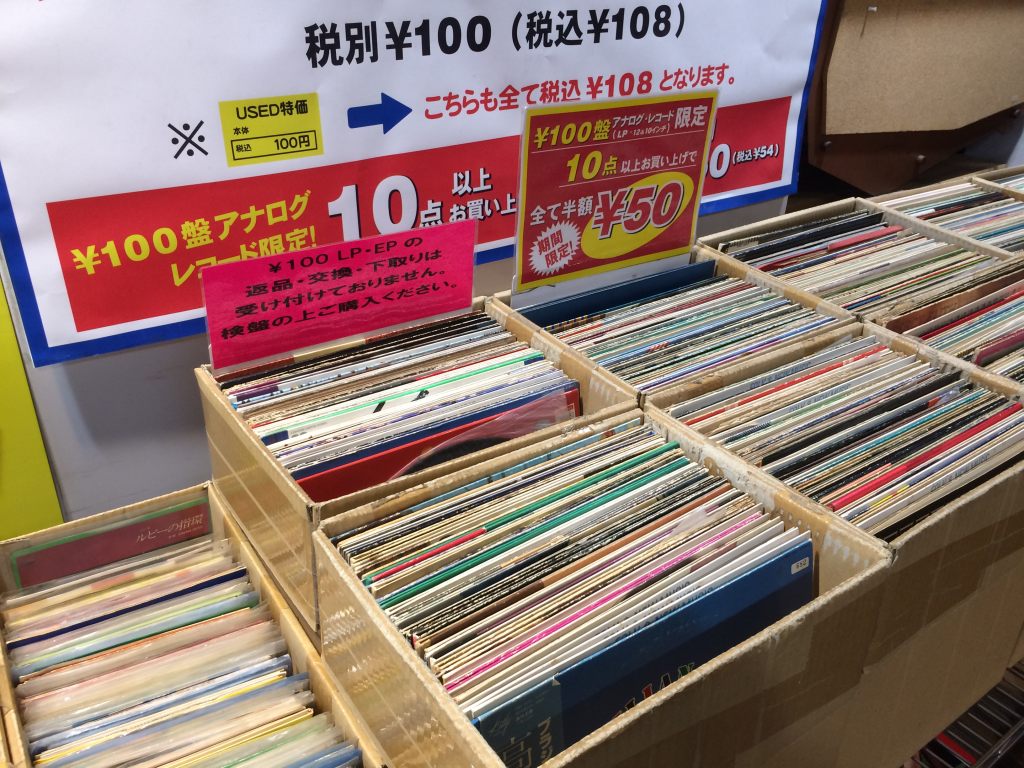 税別¥100(税込¥108)
※
USED特価
本体
税込 100円
こちらも全て税込¥108となります。
¥100盤アナログ
レコード限定!
10点
以上
お買い上
0(税込¥54)
¥100盤 アナログ・レコード 限定
(LP・12&10インチ)
10点以上お買い上げで
全て半額¥50
期間
限定!
¥100 LP・EPの
返品・交換・下取りは
受け付けておりません。
検盤の上ご購入ください。
ルビーの指環